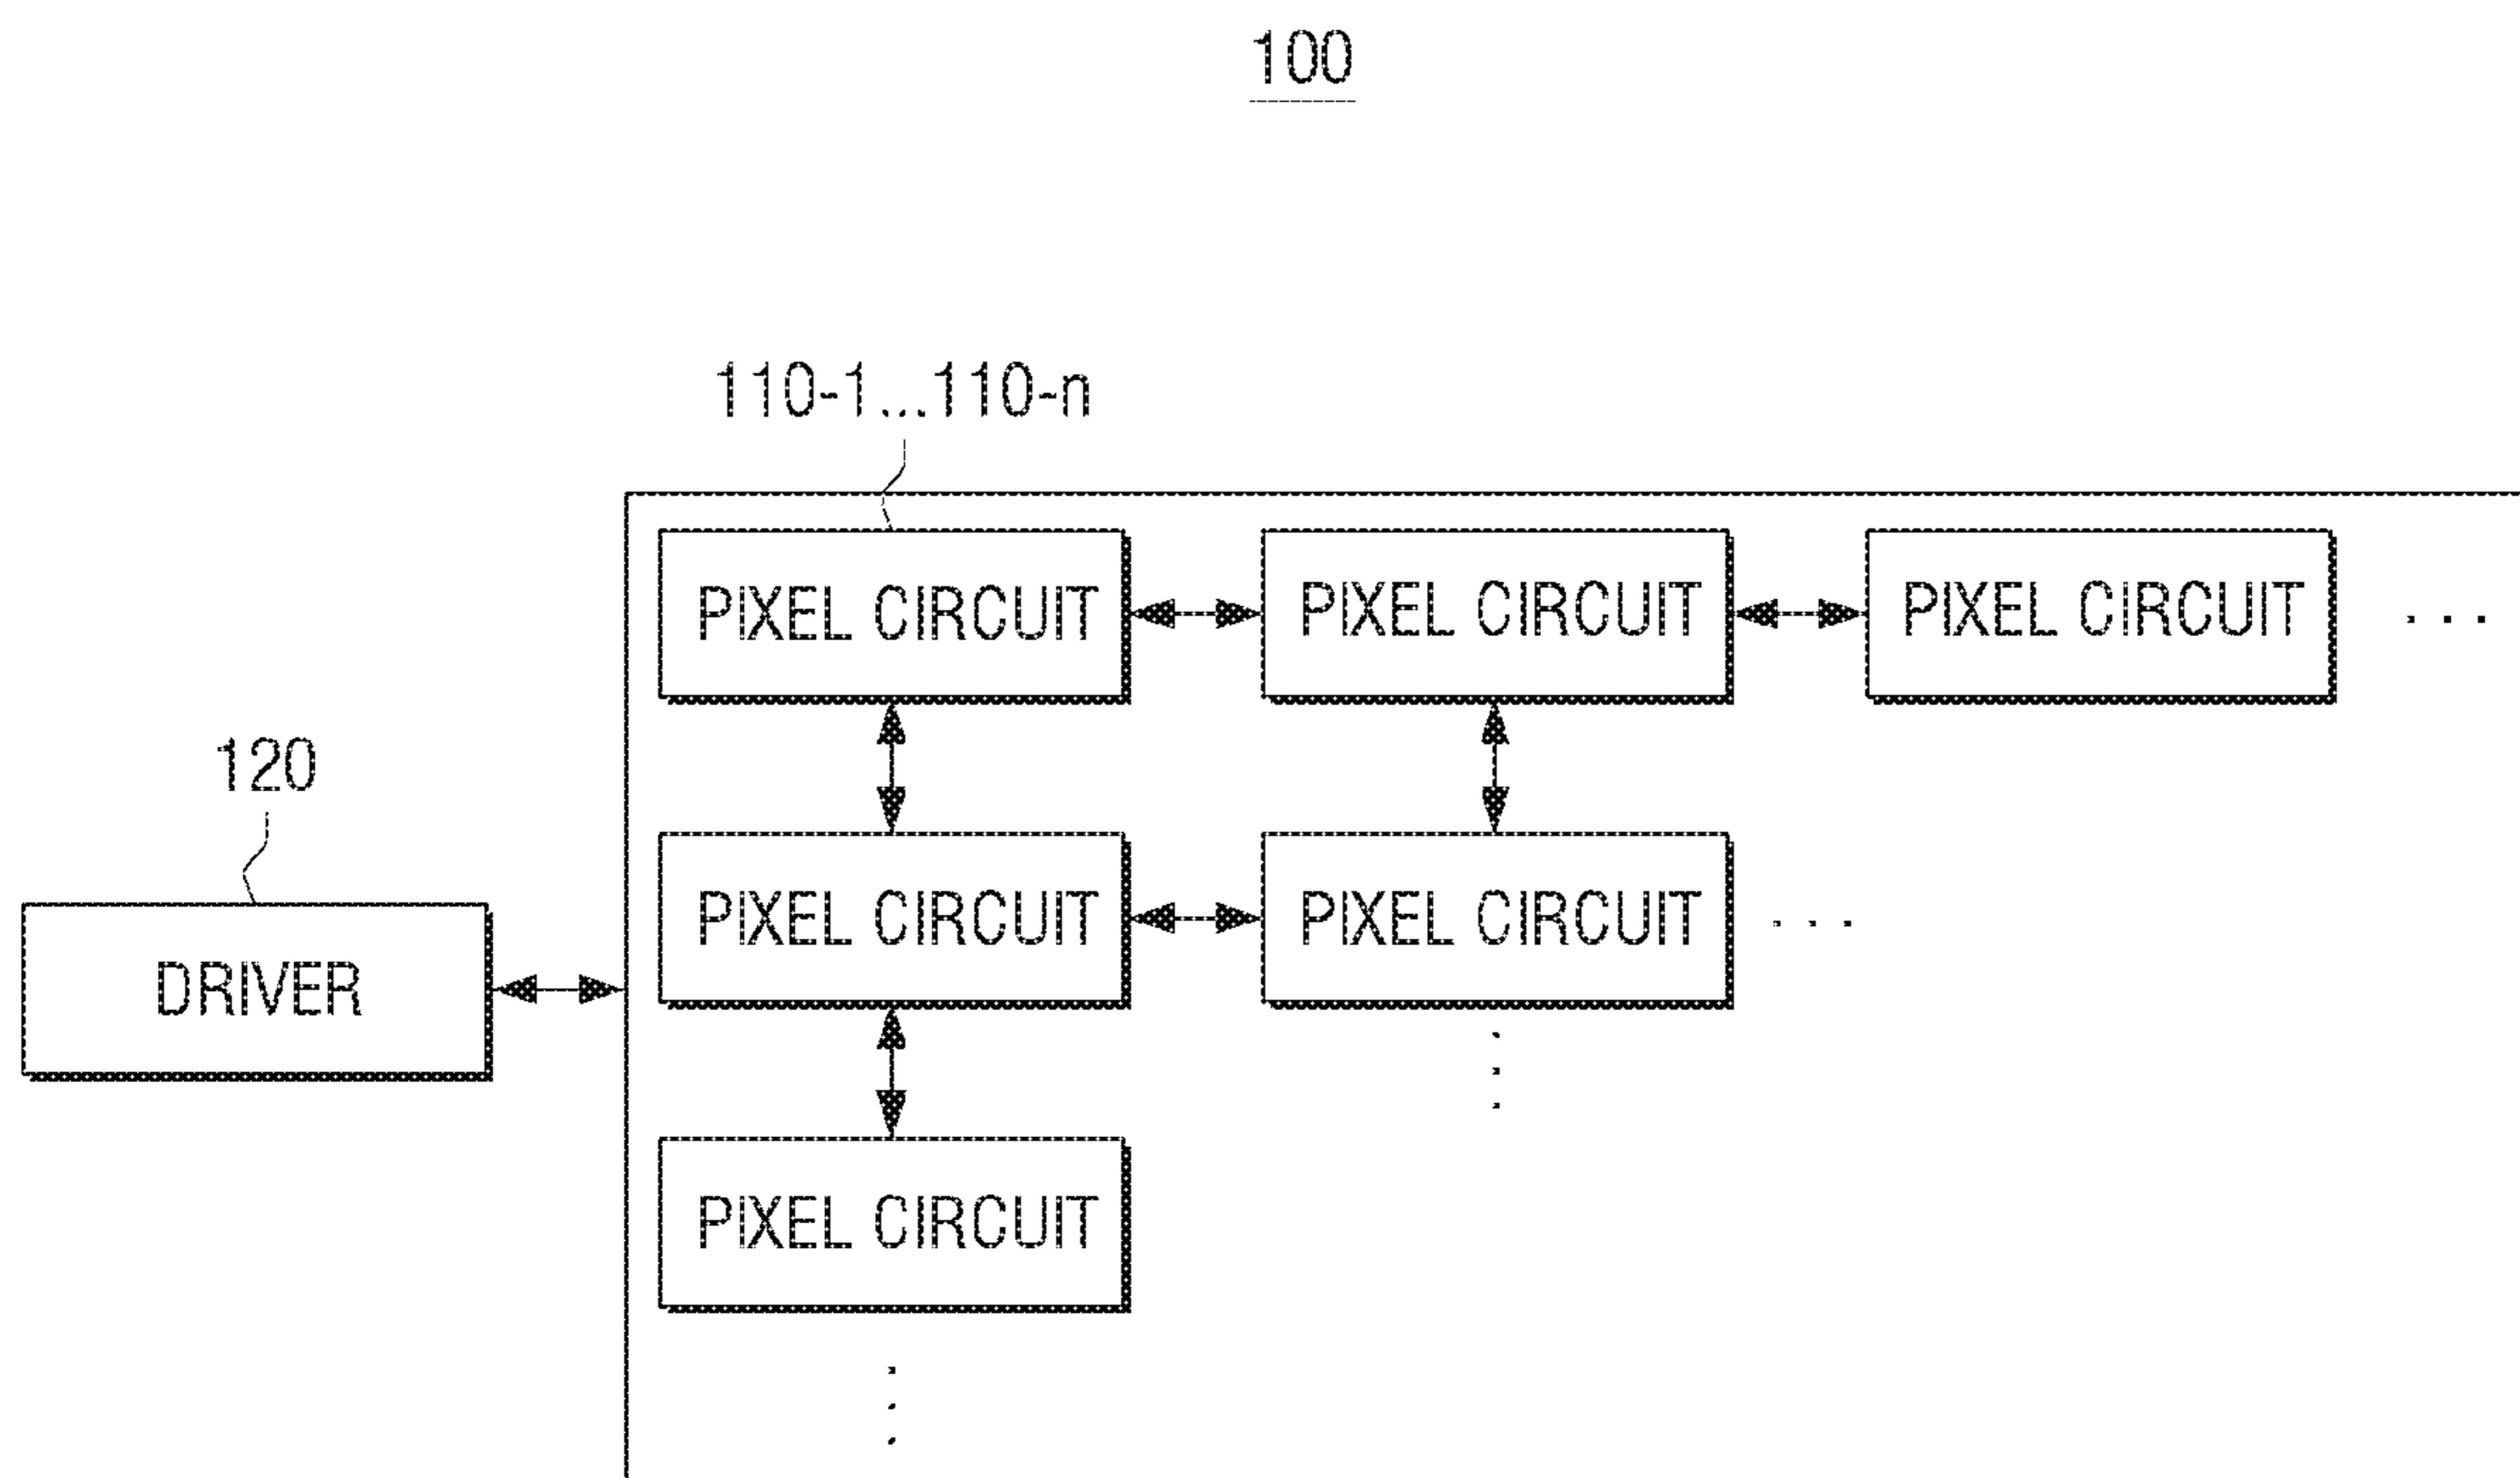 100
110-1...110-n
PIXEL CIRCUIT PIXEL CIRCUIT PIXEL CIRCUIT ...
120
PIXEL CIRCUIT PIXEL CIRCUIT ...
DRIVER
PIXEL CIRCUIT